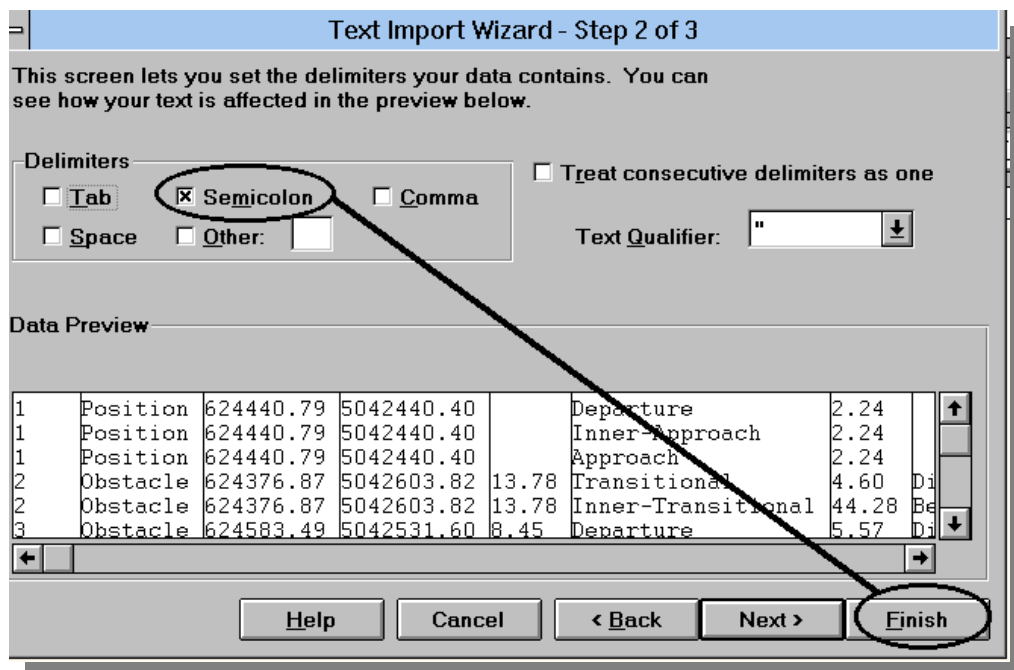 Text Import Wizard - Step 2 of 3
This screen lets you set the delimiters your data contains. You can
see how your text is affected in the preview below.
Delimiters
Tab Semicolon Comma
Space Other:
Treat consecutive delimiters as one
Text Qualifier: "
Data Preview
1 Position 624440.79 5042440.40 Departure 2.24
1 Position 624440.79 5042440.40 Inner-Approach 2.24
1 Position 624440.79 5042440.40 Approach 2.24
2 Obstacle 624376.87 5042603.82 13.78 Transitional 4.60 Di
2 Obstacle 624376.87 5042603.82 13.78 Inner-Transitional 44.28 Be
3 Obstacle 624583.49 5042531.60 8.45 Departure 5.57 Di
Help Cancel < Back Next > Finish